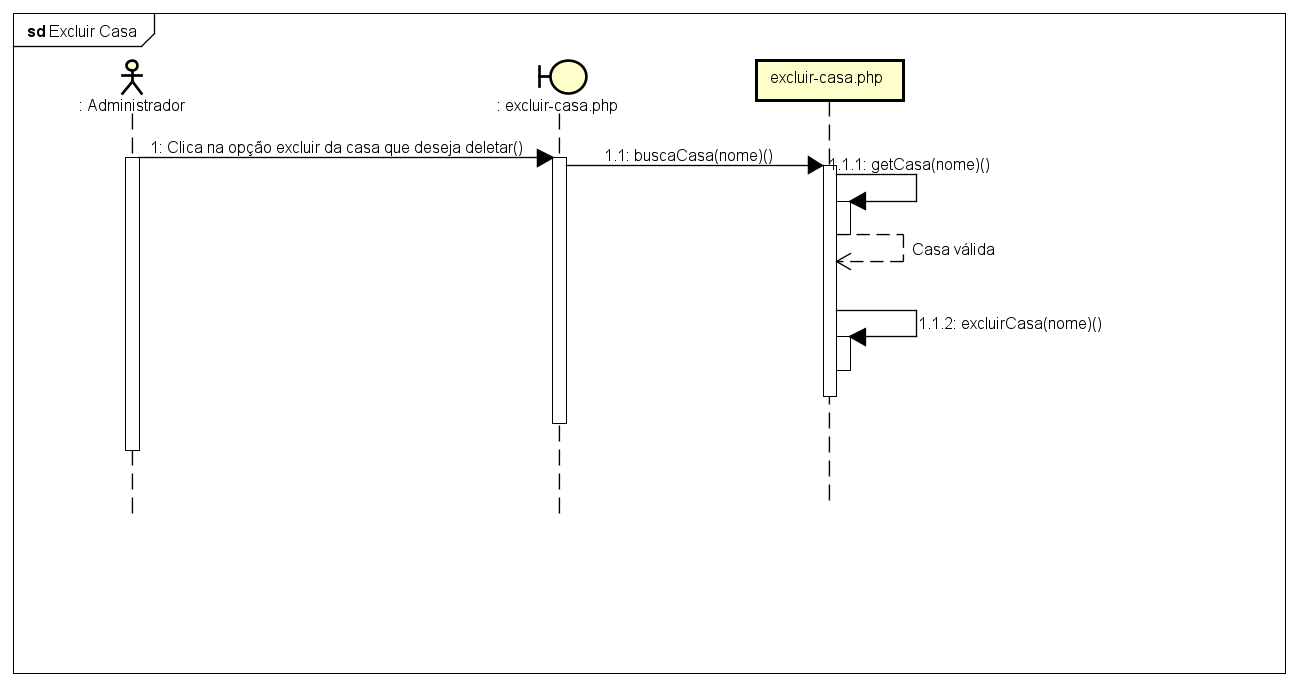 sd Excluir Casa
: Administrador
: excluir-casa.php
excluir-casa.php
1: Clica na opção excluir da casa que deseja deletar()
1.1: buscaCasa(nome)()
1.1.1: getCasa(nome)()
Casa válida
1.1.2: excluirCasa(nome)()